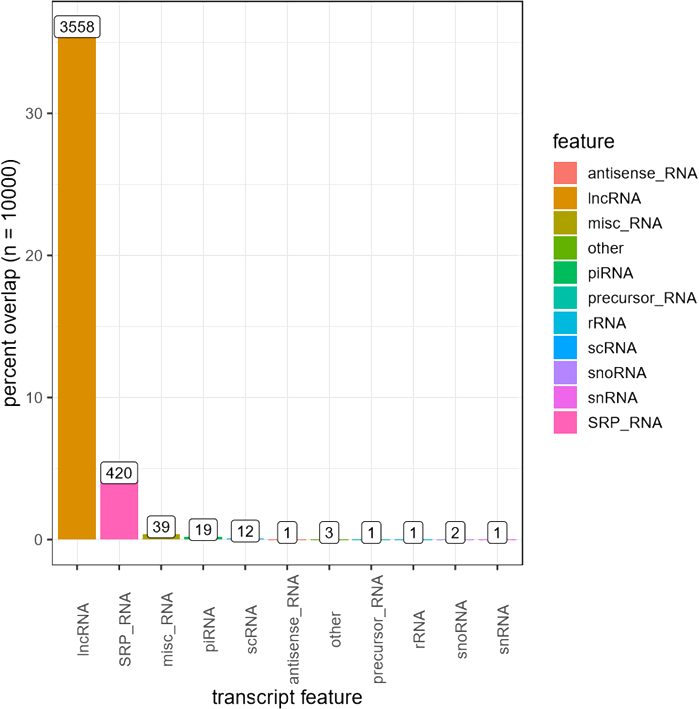 3558
420
39
19
12
1
3
1
1
2
1
30
20
10
0
percent overlap (n = 10000)
lncRNA
SRP_RNA
misc_RNA
piRNA
scRNA
antisense_RNA
other
precursor_RNA
rRNA
snoRNA
snRNA
transcript feature
feature
antisense_RNA
lncRNA
misc_RNA
other
piRNA
precursor_RNA
rRNA
scRNA
snoRNA
snRNA
SRP_RNA